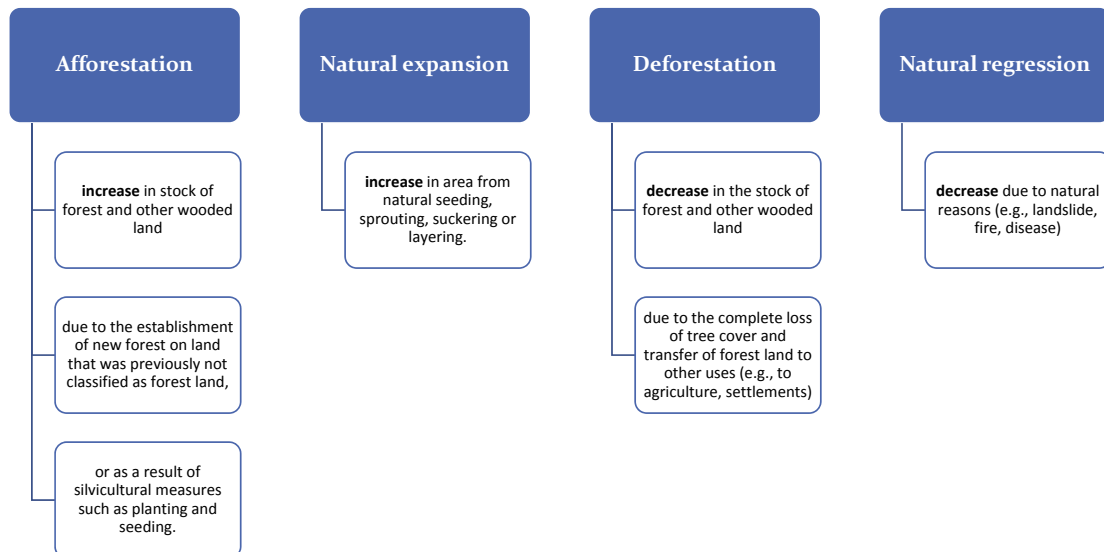 Afforestation
increase in stock of
forest and other wooded
land
due to the establishment
of new forest on land
that was previously not
classified as forest land,
or as a result of
silvicultural measures
such as planting and
seeding.
Natural expansion
increase in area from
natural seeding,
sprouting, suckering or
layering.
Deforestation
decrease in the stock of
forest and other wooded
land
due to the complete loss
of tree cover and
transfer of forest land to
other uses (e.g., to
agriculture, settlements)
Natural regression
decrease due to natural
reasons (e.g., landslide,
fire, disease)